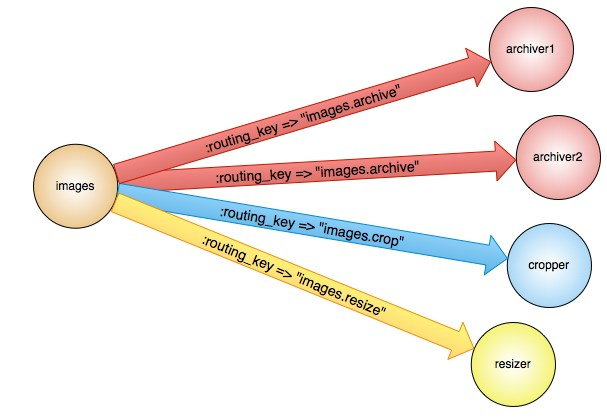 archiver1
:routing_key => "images.archive"
archiver2
:routing_key => "images.archive"
images
:routing_key => "images.crop"
cropper
:routing_key => "images.resize"
resizer